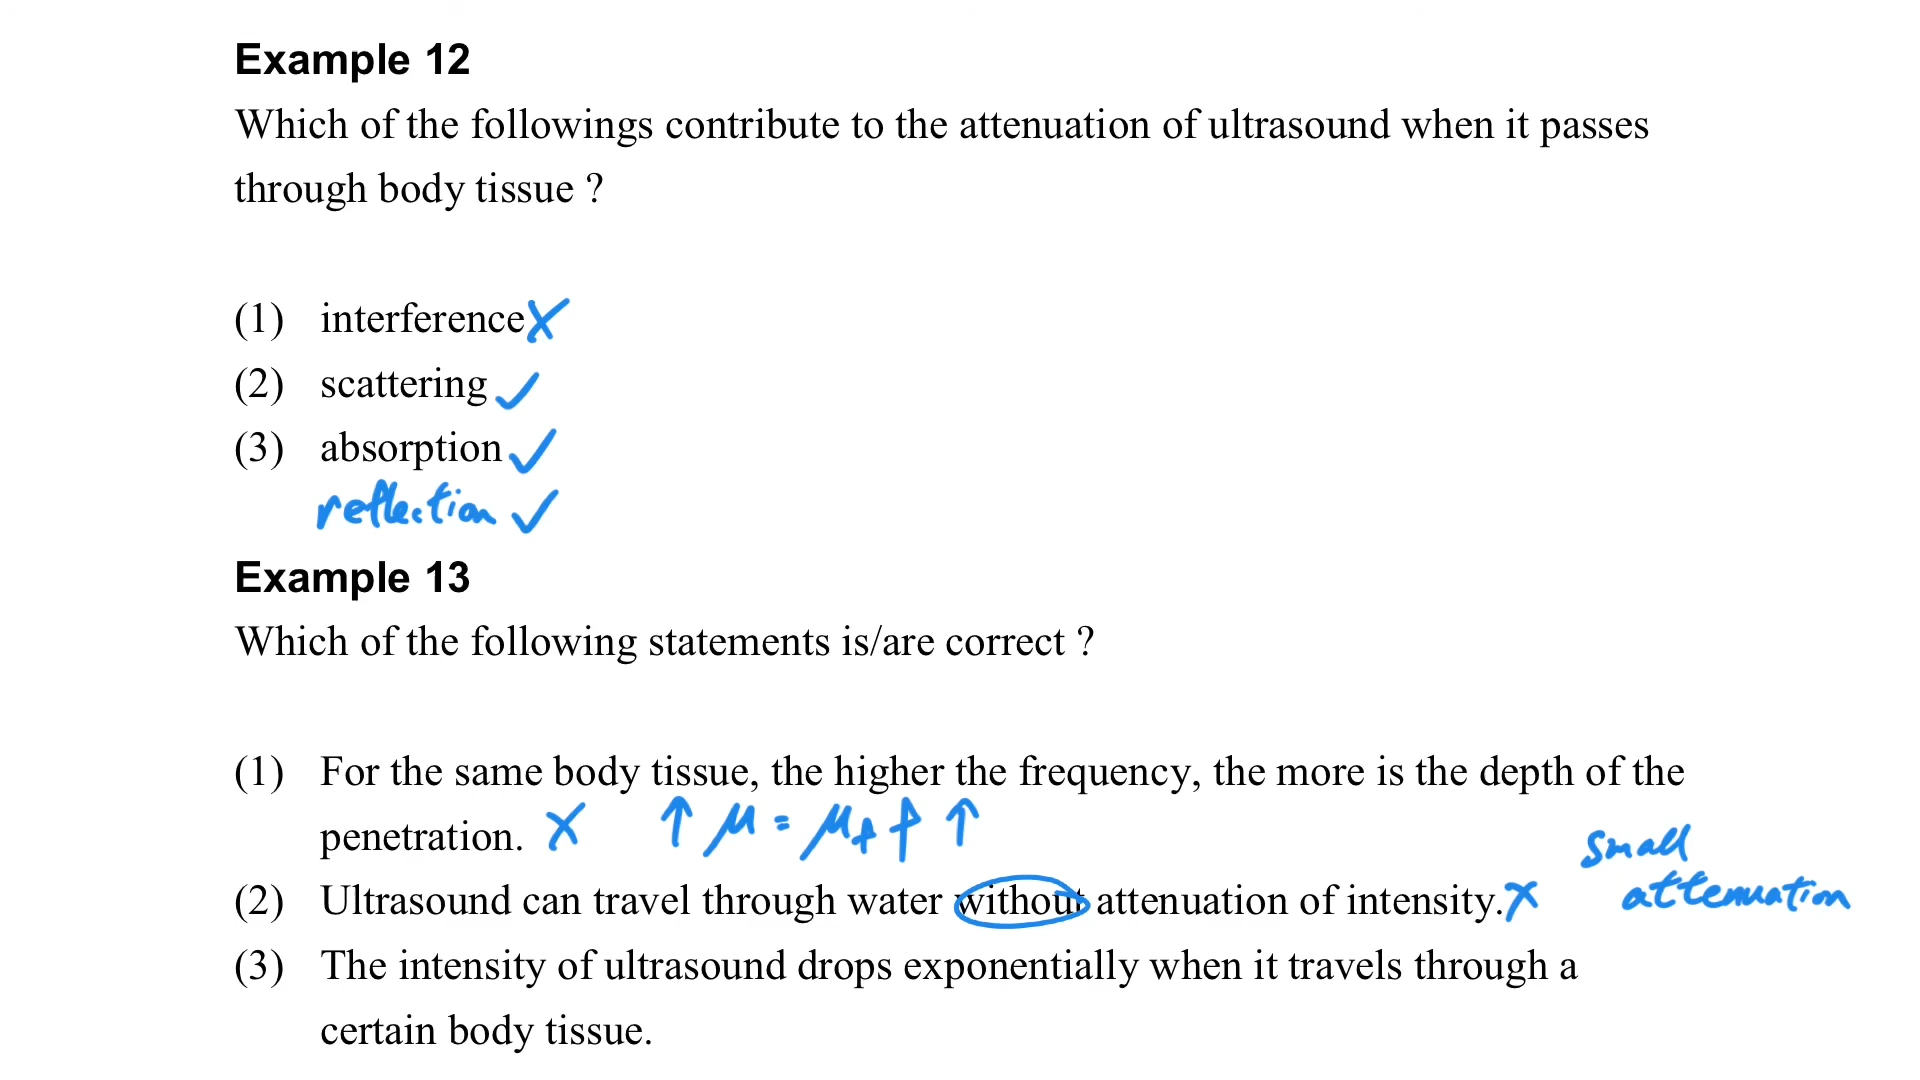 Example 12
Which of the followings contribute to the attenuation of ultrasound when it passes
through body tissue ?
(1) interference ✗
(2) scattering ✓
(3) absorption ✓
reflection ✓
Example 13
Which of the following statements is/are correct ?
(1) For the same body tissue, the higher the frequency, the more is the depth of the
penetration. ✗ ↑ μ = μ_f f ↑
small
(2) Ultrasound can travel through water without attenuation of intensity. ✗ attenuation
(3) The intensity of ultrasound drops exponentially when it travels through a
certain body tissue.